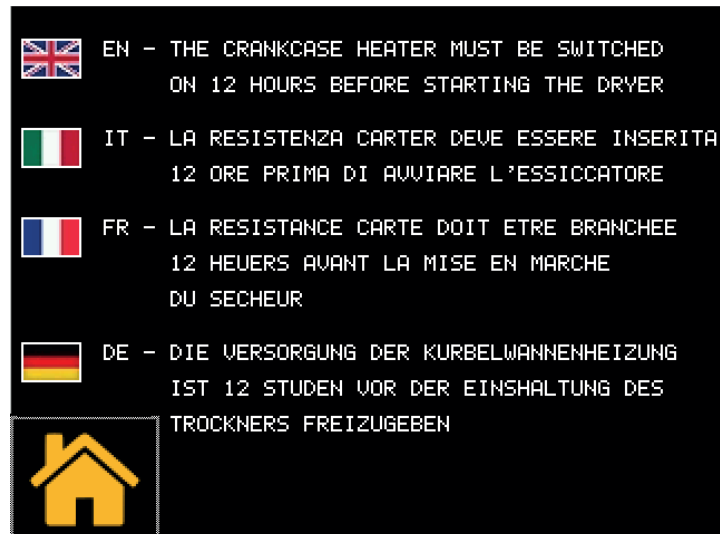 EN - THE CRANKCASE HEATER MUST BE SWITCHED
ON 12 HOURS BEFORE STARTING THE DRYER
IT - LA RESISTENZA CARTER DEVE ESSERE INSERITA
12 ORE PRIMA DI AVVIARE L'ESSICCATORE
FR - LA RESISTANCE CARTE DOIT ETRE BRANCHEE
12 HEUERS AVANT LA MISE EN MARCHE
DU SECHEUR
DE - DIE VERSORGUNG DER KURBELWANNENHEIZUNG
IST 12 STUDEN VOR DER EINSHALTUNG DES
TROCKNERS FREIZUGEBEN